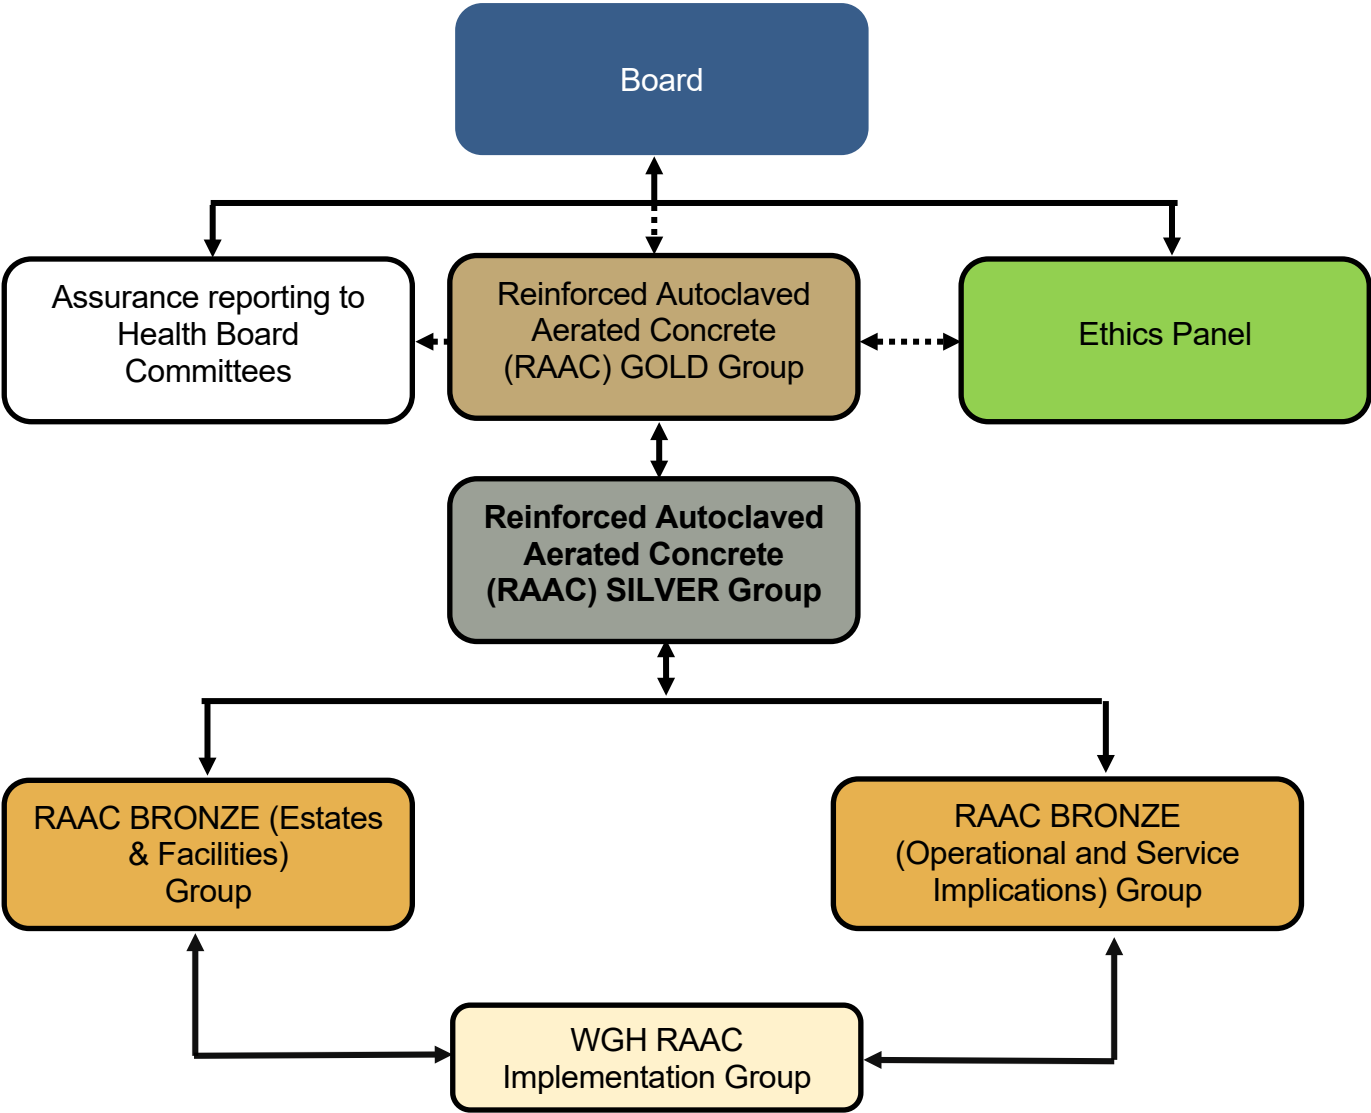 Board
Assurance reporting to
Health Board
Committees
Reinforced Autoclaved
Aerated Concrete
(RAAC) GOLD Group
Ethics Panel
Reinforced Autoclaved
Aerated Concrete
(RAAC) SILVER Group
RAAC BRONZE (Estates
& Facilities)
Group
RAAC BRONZE
(Operational and Service
Implications) Group
WGH RAAC
Implementation Group